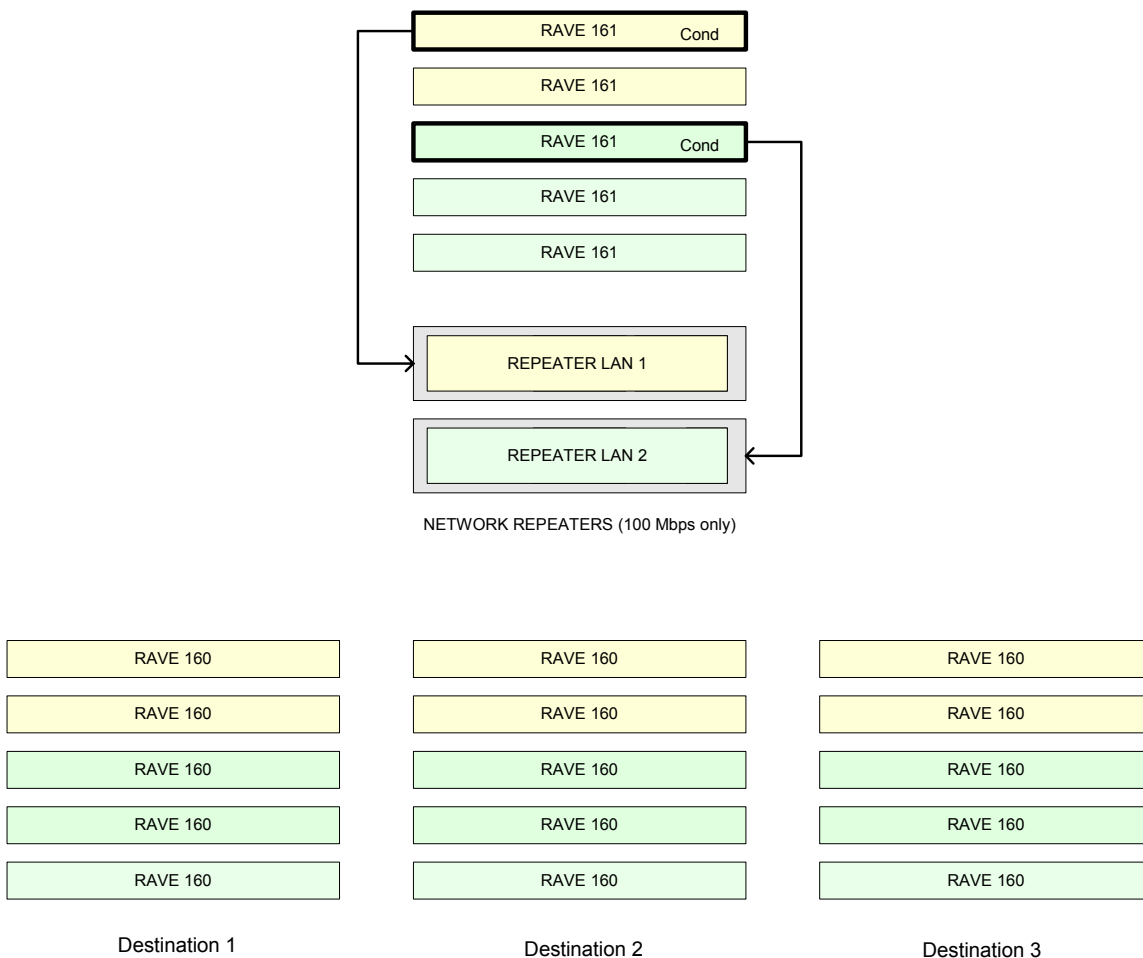 RAVE 161 Cond
RAVE 161
RAVE 161 Cond
RAVE 161
RAVE 161
REPEATER LAN 1
REPEATER LAN 2
NETWORK REPEATERS (100 Mbps only)
RAVE 160 RAVE 160 RAVE 160
RAVE 160 RAVE 160 RAVE 160
RAVE 160 RAVE 160 RAVE 160
RAVE 160 RAVE 160 RAVE 160
RAVE 160 RAVE 160 RAVE 160
Destination 1 Destination 2 Destination 3